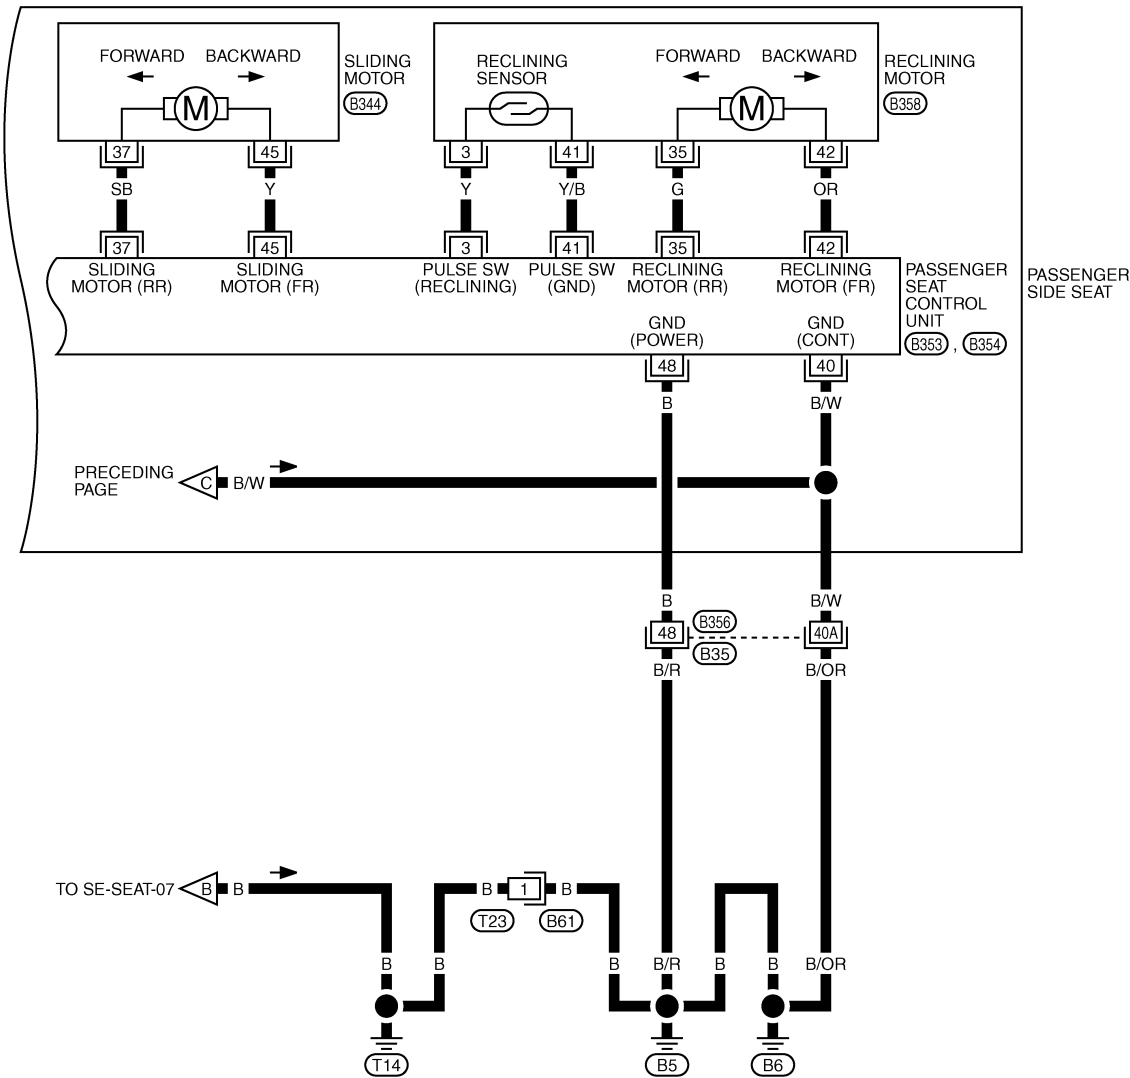 FORWARD
BACKWARD
M
SLIDING
MOTOR
B344
RECLINING
SENSOR
FORWARD
BACKWARD
M
RECLINING
MOTOR
B358
37
45
3
41
35
42
SB
Y
Y
Y/B
G
OR
37
45
3
41
35
42
SLIDING
MOTOR (RR)
SLIDING
MOTOR (FR)
PULSE SW
(RECLINING)
PULSE SW
(GND)
RECLINING
MOTOR (RR)
RECLINING
MOTOR (FR)
PASSENGER
SEAT
CONTROL
UNIT
B353 , B354
PASSENGER
SIDE SEAT
GND
(POWER)
GND
(CONT)
48
40
B
B/W
PRECEDING
PAGE
C
B/W
B
B/W
48
B356
B35
40A
B/R
B/OR
TO SE-SEAT-07
B
B
B
1
B
T23
B61
B
B
B
B/R
B
B
B/OR
T14
B5
B6